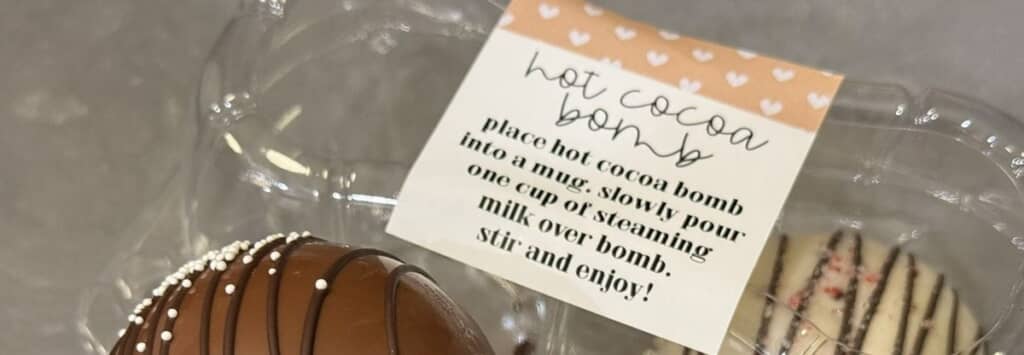 hot cocoa
bomb
place hot cocoa bomb
into a mug. slowly pour
one cup of steaming
milk over bomb.
stir and enjoy!